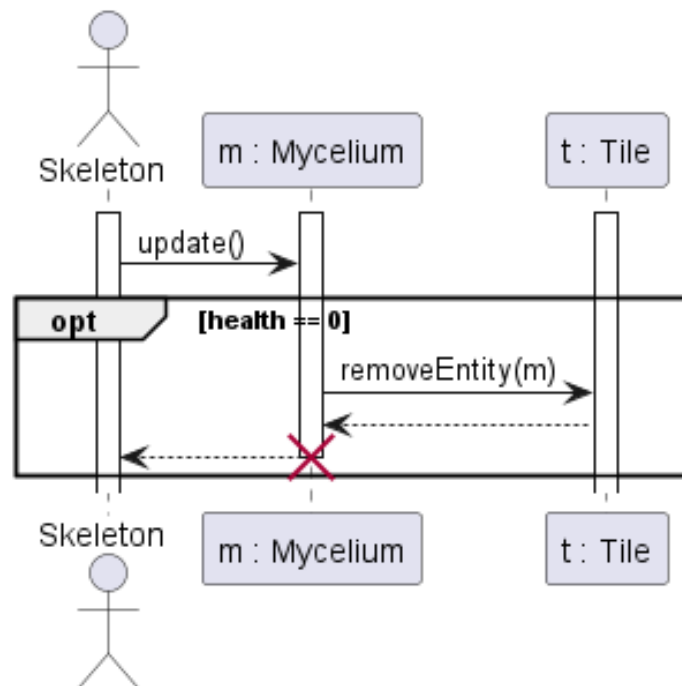 Skeleton
m : Mycelium
t : Tile
update()
opt
[health == 0]
removeEntity(m)
Skeleton
m : Mycelium
t : Tile